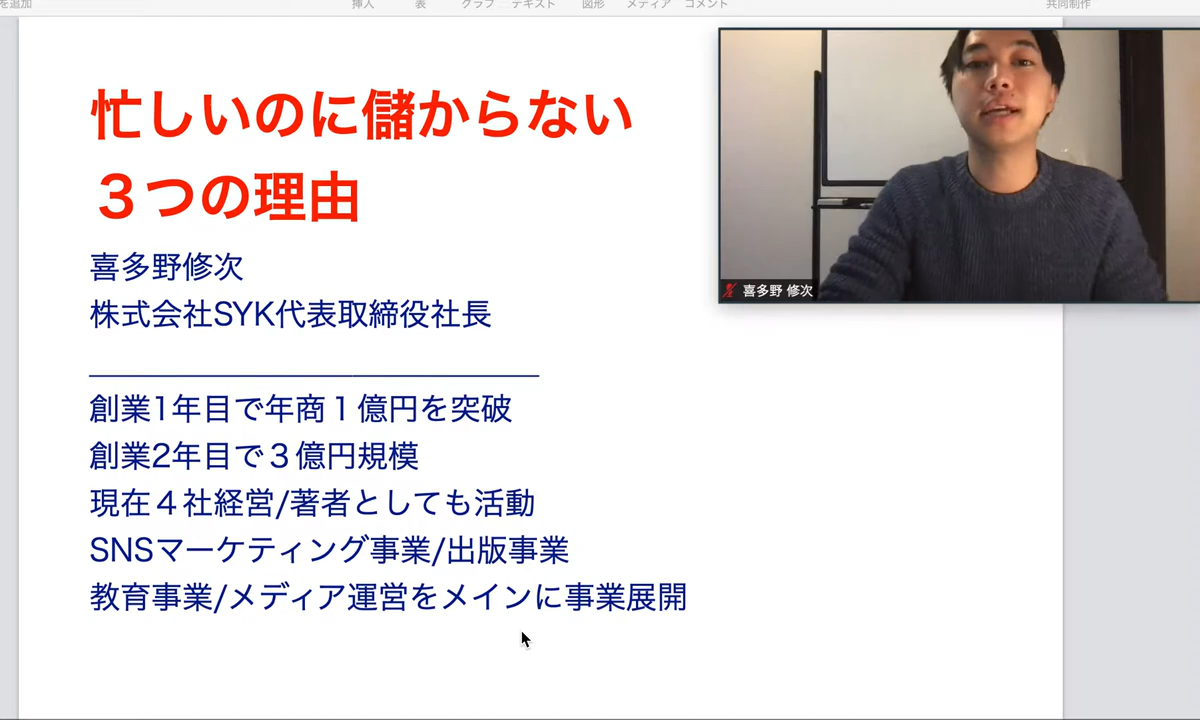 を追加
挿入
表
グラフ
テキスト
図形
メディア
コメント
共同制作
忙しいのに儲からない
３つの理由
喜多野修次
株式会社SYK代表取締役社長
創業1年目で年商１億円を突破
創業2年目で３億円規模
現在４社経営/著者としても活動
SNSマーケティング事業/出版事業
教育事業/メディア運営をメインに事業展開
喜多野 修次